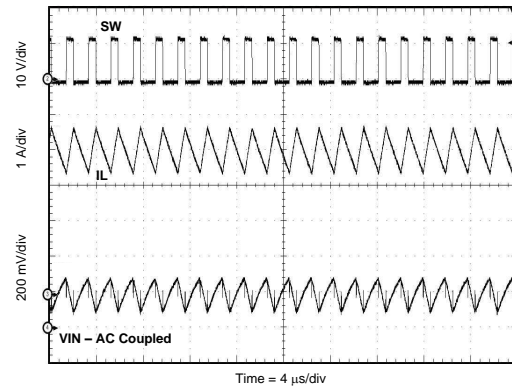 SW
10 V/div
1 A/div
IL
200 mV/div
VIN – AC Coupled
Time = 4 μs/div